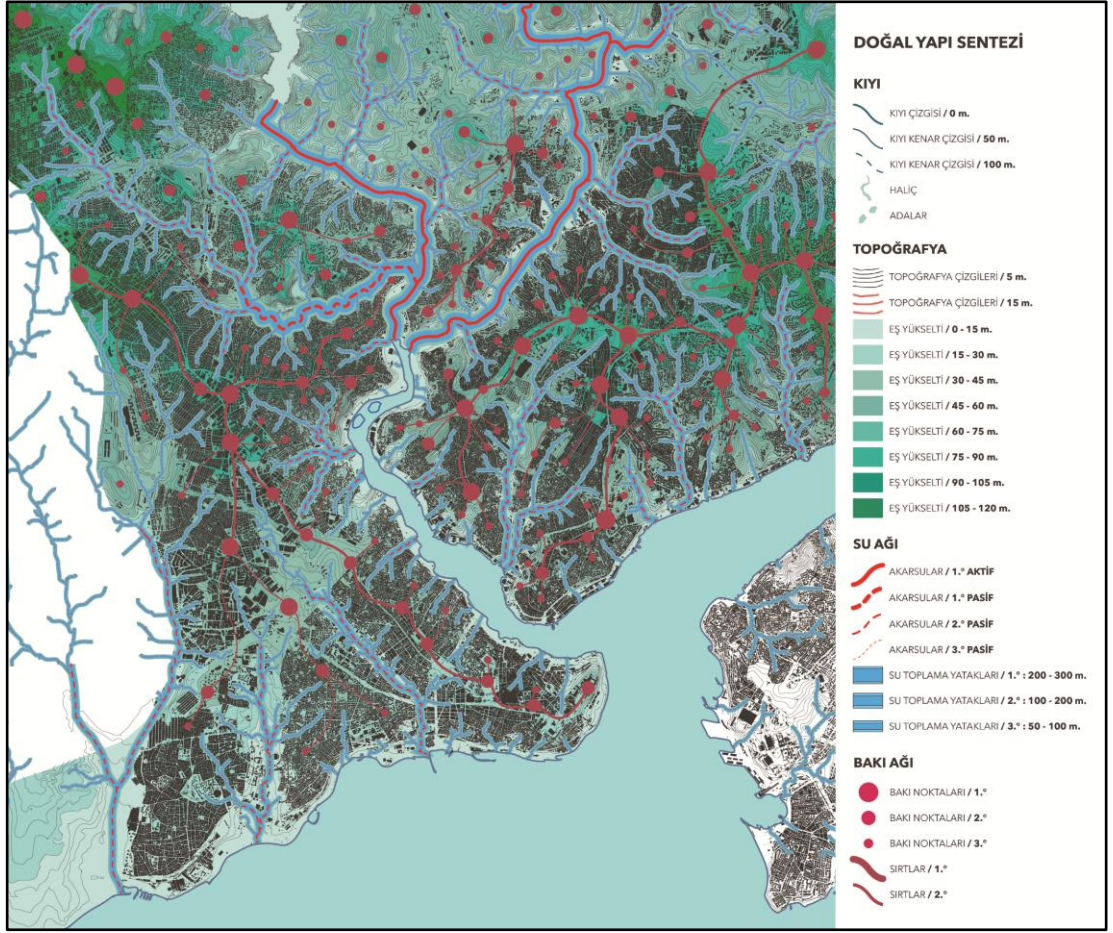 DOĞAL YAPI SENTEZİ
KIYI
KIYI ÇİZGİSİ / 0 m.
KIYI KENAR ÇİZGİSİ / 50 m.
KIYI KENAR ÇİZGİSİ / 100 m.
HALİÇ
ADALAR
TOPOĞRAFYA
TOPOĞRAFYA ÇİZGİLERİ / 5 m.
TOPOĞRAFYA ÇİZGİLERİ / 15 m.
EŞ YÜKSELTİ / 0 - 15 m.
EŞ YÜKSELTİ / 15 - 30 m.
EŞ YÜKSELTİ / 30 - 45 m.
EŞ YÜKSELTİ / 45 - 60 m.
EŞ YÜKSELTİ / 60 - 75 m.
EŞ YÜKSELTİ / 75 - 90 m.
EŞ YÜKSELTİ / 90 - 105 m.
EŞ YÜKSELTİ / 105 - 120 m.
SU AĞI
AKARSULAR / 1.° AKTİF
AKARSULAR / 1.° PASİF
AKARSULAR / 2.° PASİF
AKARSULAR / 3.° PASİF
SU TOPLAMA YATAKLARI / 1.° : 200 - 300 m.
SU TOPLAMA YATAKLARI / 2.° : 100 - 200 m.
SU TOPLAMA YATAKLARI / 3.° : 50 - 100 m.
BAKI AĞI
BAKI NOKTALARI / 1.°
BAKI NOKTALARI / 2.°
BAKI NOKTALARI / 3.°
SIRTLAR / 1.°
SIRTLAR / 2.°